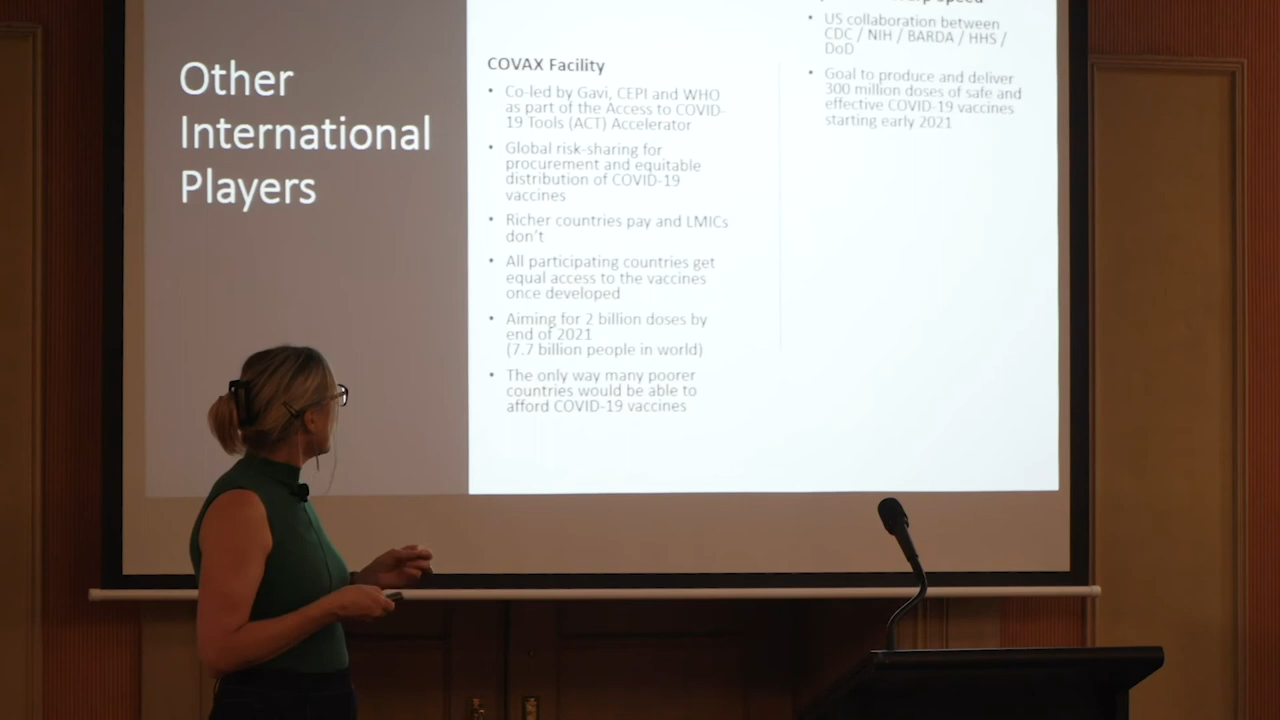 Other
International
Players
COVAX Facility
• Co-led by Gavi, CEPI and WHO
as part of the Access to COVID-
19 Tools (ACT) Accelerator
• Global risk-sharing for
procurement and equitable
distribution of COVID-19
vaccines
• Richer countries pay and LMICs
don't
• All participating countries get
equal access to the vaccines
once developed
• Aiming for 2 billion doses by
end of 2021
(7.7 billion people in world)
• The only way many poorer
countries would be able to
afford COVID-19 vaccines
Speed
• US collaboration between
CDC / NIH / BARDA / HHS /
DoD
• Goal to produce and deliver
300 million doses of safe and
effective COVID-19 vaccines
starting early 2021